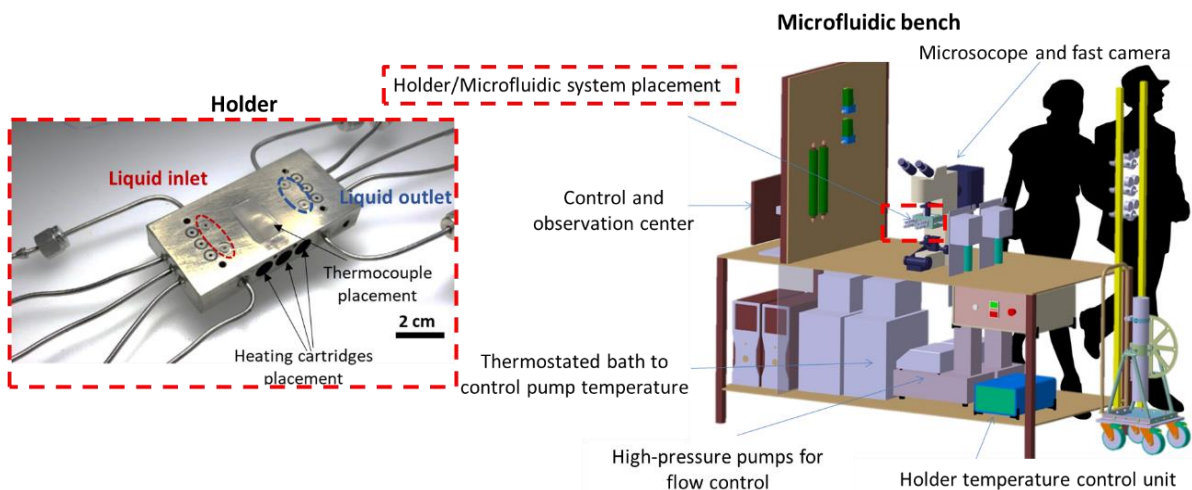 Microfluidic bench
Microsocope and fast camera
Holder/Microfluidic system placement
Holder
Liquid inlet
Liquid outlet
Control and
observation center
Thermocouple
placement
2 cm
Heating cartridges
placement
Thermostated bath to
control pump temperature
High-pressure pumps for
flow control
Holder temperature control unit